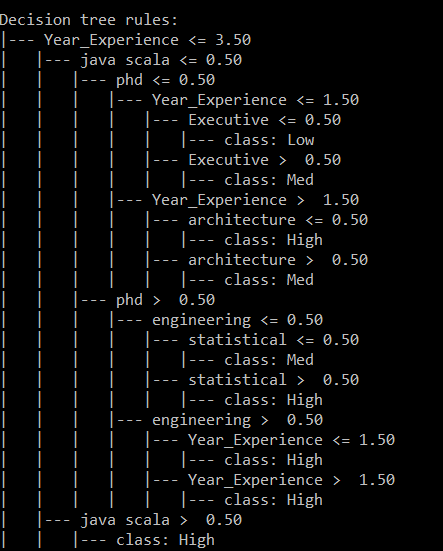 Decision tree rules:
|--- Year_Experience <= 3.50
|   |--- java scala <= 0.50
|   |   |--- phd <= 0.50
|   |   |   |--- Year_Experience <= 1.50
|   |   |   |   |--- Executive <= 0.50
|   |   |   |   |   |--- class: Low
|   |   |   |   |--- Executive >  0.50
|   |   |   |   |   |--- class: Med
|   |   |   |--- Year_Experience >  1.50
|   |   |   |   |--- architecture <= 0.50
|   |   |   |   |   |--- class: High
|   |   |   |   |--- architecture >  0.50
|   |   |   |   |   |--- class: Med
|   |   |--- phd >  0.50
|   |   |   |--- engineering <= 0.50
|   |   |   |   |--- statistical <= 0.50
|   |   |   |   |   |--- class: Med
|   |   |   |   |--- statistical >  0.50
|   |   |   |   |   |--- class: High
|   |   |   |--- engineering >  0.50
|   |   |   |   |--- Year_Experience <= 1.50
|   |   |   |   |   |--- class: High
|   |   |   |   |--- Year_Experience >  1.50
|   |   |   |   |   |--- class: High
|   |--- java scala >  0.50
|   |   |--- class: High